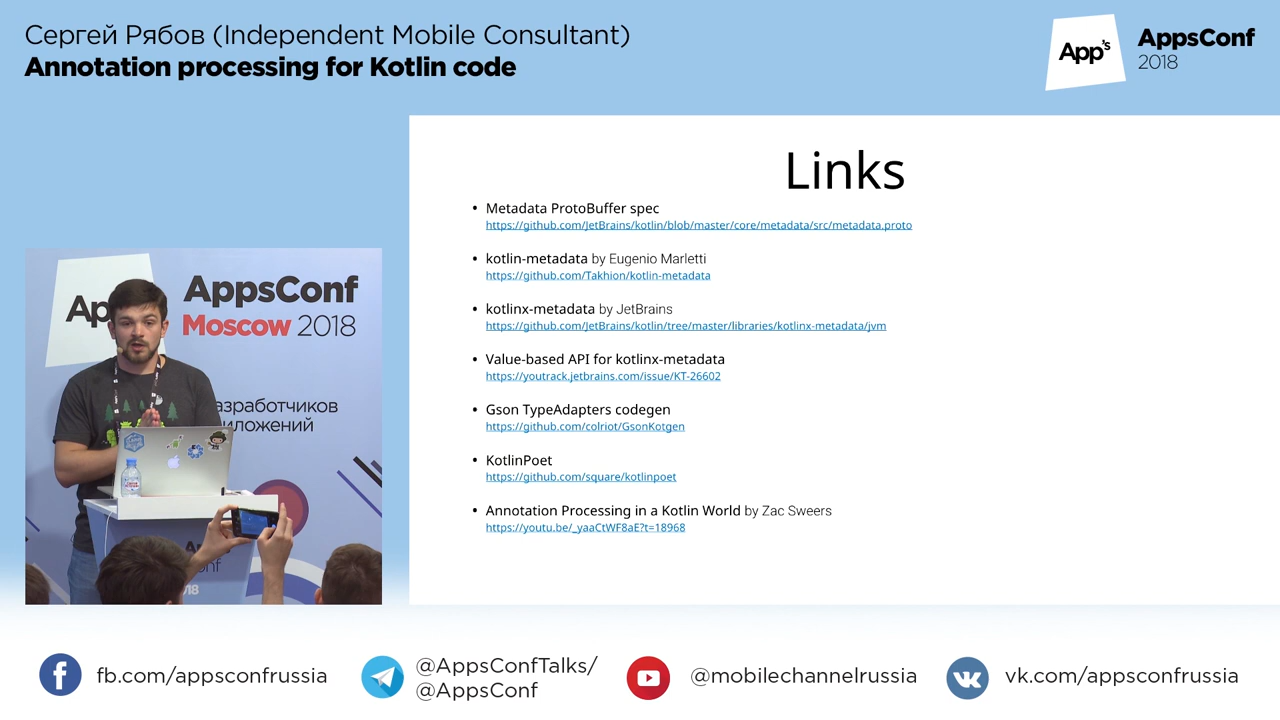 Сергей Рябов (Independent Mobile Consultant)
Annotation processing for Kotlin code
App's
AppsConf
2018
Links
• Metadata ProtoBuffer spec
https://github.com/JetBrains/kotlin/blob/master/core/metadata/src/metadata.proto
• kotlin-metadata by Eugenio Marletti
https://github.com/Takhion/kotlin-metadata
• kotlinx-metadata by JetBrains
https://github.com/JetBrains/kotlin/tree/master/libraries/kotlinx-metadata/jvm
• Value-based API for kotlinx-metadata
https://youtrack.jetbrains.com/issue/KT-26602
• Gson TypeAdapters codegen
https://github.com/colriot/GsonKotgen
• KotlinPoet
https://github.com/square/kotlinpoet
• Annotation Processing in a Kotlin World by Zac Sweers
https://youtu.be/_yaaCtWF8aE?t=18968
Ap
AppsConf
Moscow 2018
азработчиков
иложений
fb.com/appsconfrussia
@AppsConfTalks/
@AppsConf
@mobilechannelrussia
vk.com/appsconfrussia